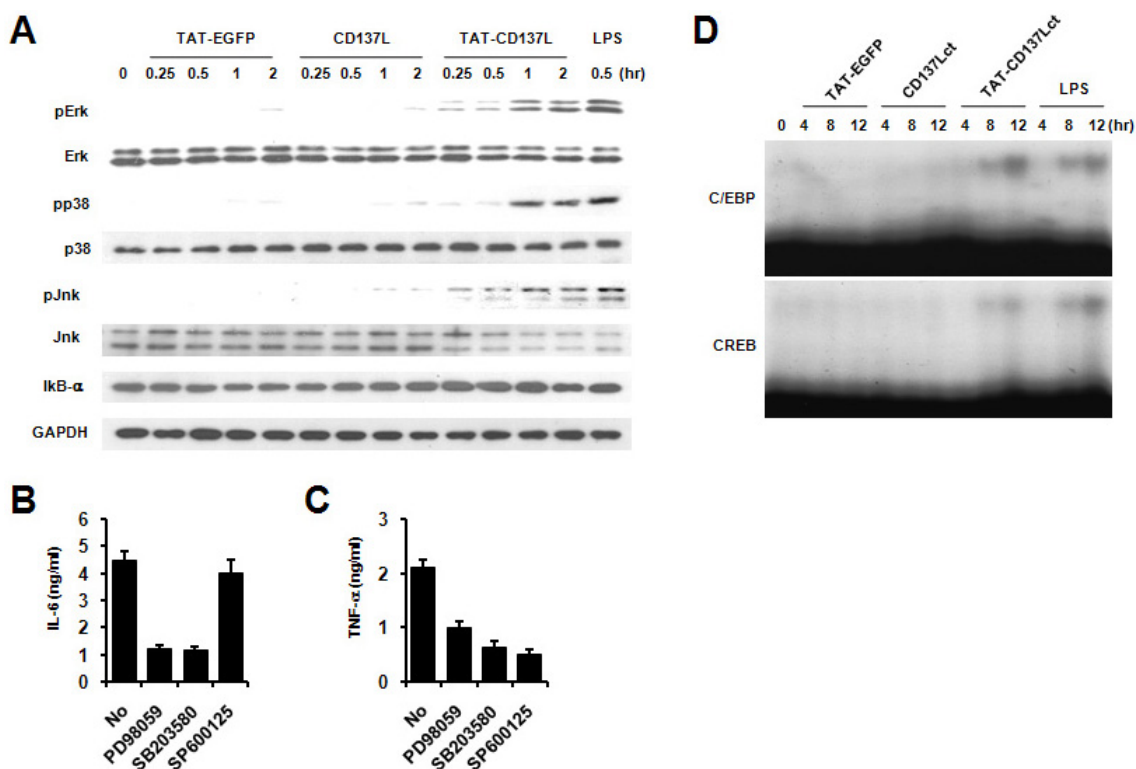 A
TAT-EGFP CD137L TAT-CD137L LPS
0 0.25 0.5 1 2 0.25 0.5 1 2 0.25 0.5 1 2 0.5 (hr)
pErk
Erk
pp38
p38
pJnk
Jnk
IkB-α
GAPDH
B
IL-6 (ng/ml)
6
5
4
3
2
1
0
No
PD98059
SB203580
SP600125
C
TNF-α (ng/ml)
3
2
1
0
No
PD98059
SB203580
SP600125
D
TAT-EGFP CD137Lct TAT-CD137Lct LPS
0 4 8 12 4 8 12 4 8 12 4 8 12(hr)
C/EBP
CREB